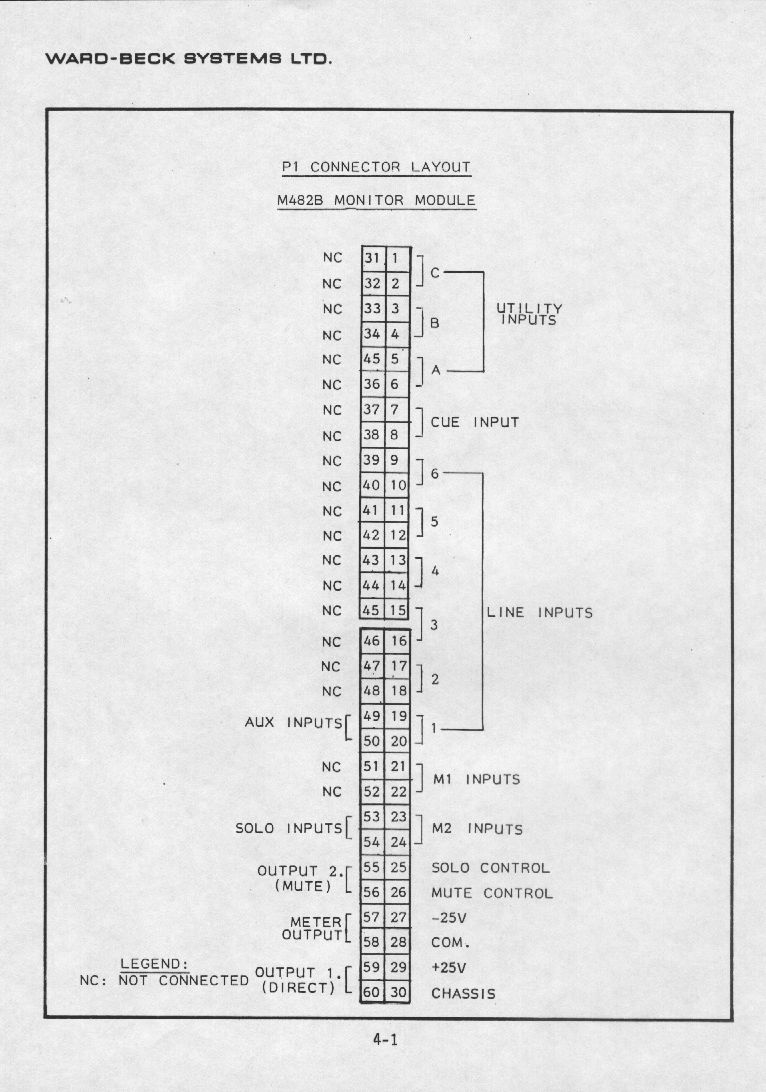 WARD-BECK SYSTEMS LTD.
P1 CONNECTOR LAYOUT
M482B MONITOR MODULE
NC 31 1
C
NC 32 2
NC 33 3
UTILITY
INPUTS
B
NC 34 4
NC 45 5
A
NC 36 6
NC 37 7
CUE INPUT
NC 38 8
NC 39 9
6
NC 40 10
NC 41 11
5
NC 42 12
NC 43 13
4
NC 44 14
NC 45 15
LINE INPUTS
3
NC 46 16
NC 47 17
2
NC 48 18
AUX INPUTS 49 19
1
50 20
NC 51 21
M1 INPUTS
NC 52 22
SOLO INPUTS 53 23
M2 INPUTS
54 24
OUTPUT 2. 55 25 SOLO CONTROL
(MUTE) 56 26 MUTE CONTROL
METER 57 27 -25V
OUTPUT 58 28 COM.
LEGEND:
NC: NOT CONNECTED
OUTPUT 1. 59 29 +25V
(DIRECT) 60 30 CHASSIS
4-1